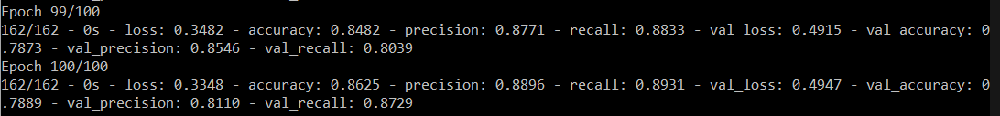 Epoch 99/100
162/162 - 0s - loss: 0.3482 - accuracy: 0.8482 - precision: 0.8771 - recall: 0.8833 - val_loss: 0.4915 - val_accuracy: 0
.7873 - val_precision: 0.8546 - val_recall: 0.8039
Epoch 100/100
162/162 - 0s - loss: 0.3348 - accuracy: 0.8625 - precision: 0.8896 - recall: 0.8931 - val_loss: 0.4947 - val_accuracy: 0
.7889 - val_precision: 0.8110 - val_recall: 0.8729